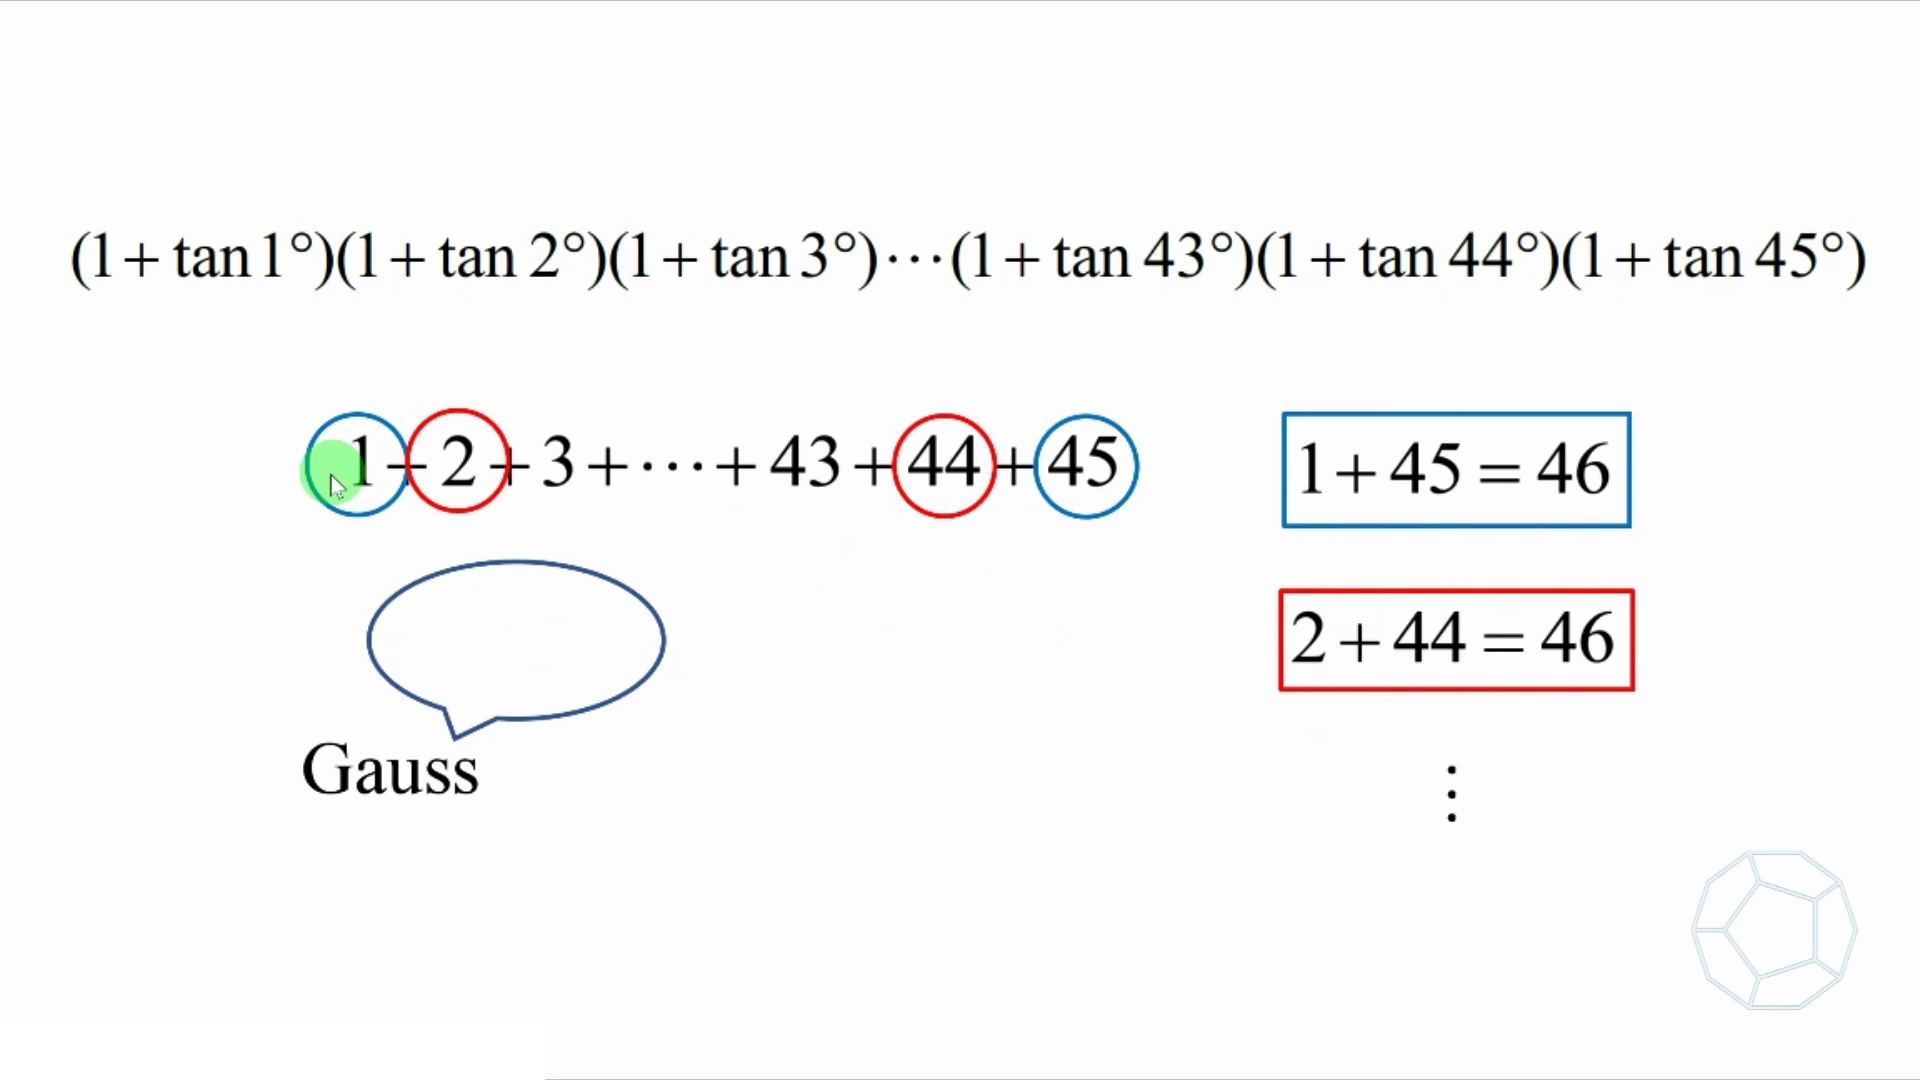 (1 + tan 1°)(1 + tan 2°)(1 + tan 3°)⋯(1 + tan 43°)(1 + tan 44°)(1 + tan 45°)
1 + 2 + 3 + ⋯ + 43 + 44 + 45
1 + 45 = 46
2 + 44 = 46
⋮
Gauss